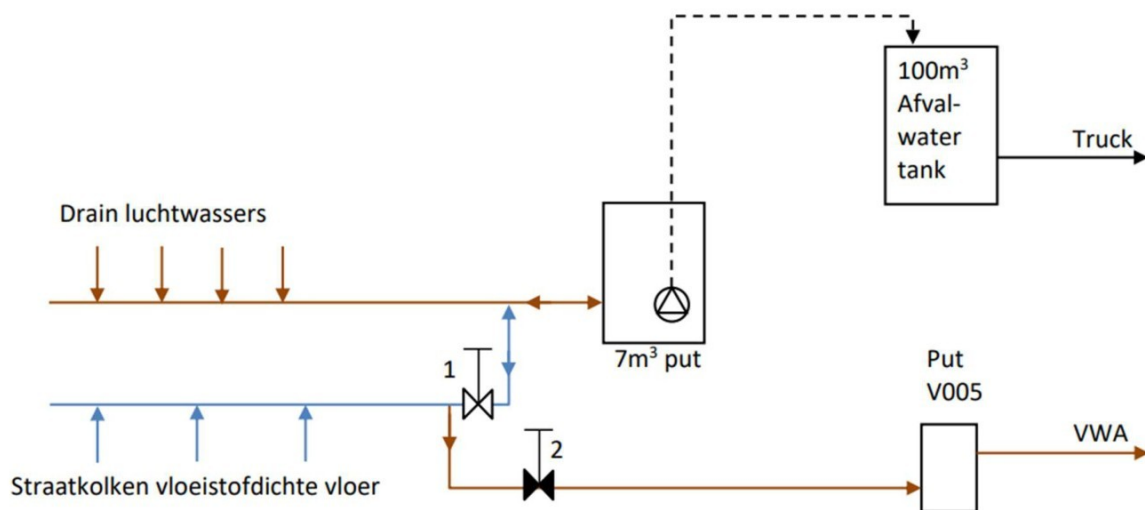 100m³
Afval-
water
tank
Truck
Drain luchtwassers
7m³ put
1
Put
V005
2
VWA
Straatkolken vloeistofdichte vloer